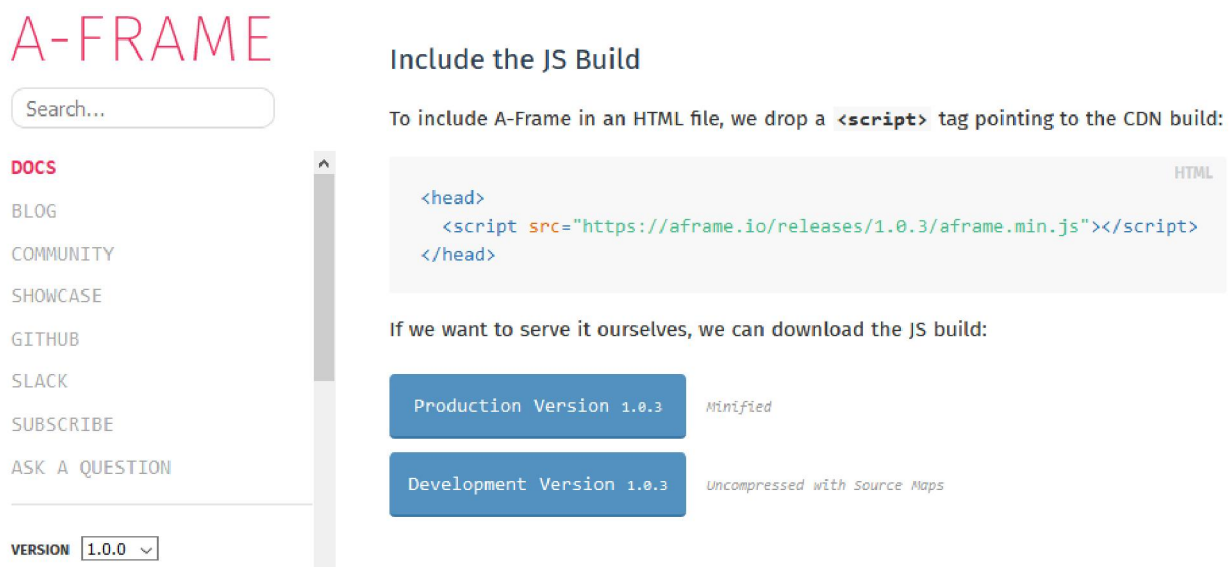 A-FRAME
Search...
DOCS
BLOG
COMMUNITY
SHOWCASE
GITHUB
SLACK
SUBSCRIBE
ASK A QUESTION
VERSION 1.0.0
Include the JS Build
To include A-Frame in an HTML file, we drop a <script> tag pointing to the CDN build:
HTML
<head>
<script src="https://aframe.io/releases/1.0.3/aframe.min.js"></script>
</head>
If we want to serve it ourselves, we can download the JS build:
Production Version 1.0.3 Minified
Development Version 1.0.3 Uncompressed with Source Maps